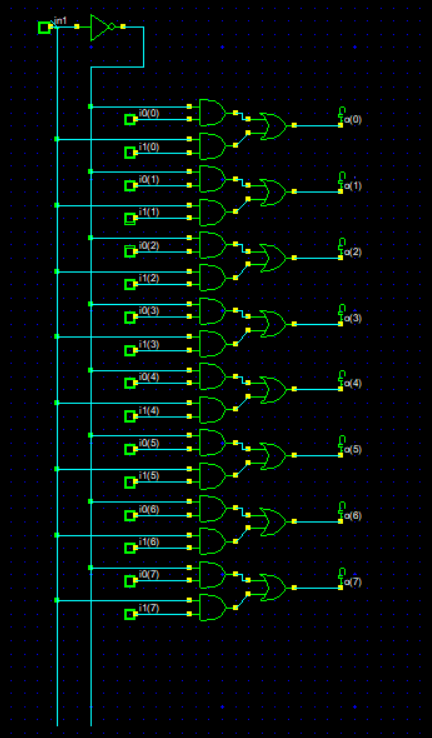 in1
i0(0)
o(0)
i1(0)
i0(1)
o(1)
i1(1)
i0(2)
o(2)
i1(2)
i0(3)
o(3)
i1(3)
i0(4)
o(4)
i1(4)
i0(5)
o(5)
i1(5)
i0(6)
o(6)
i1(6)
i0(7)
o(7)
i1(7)